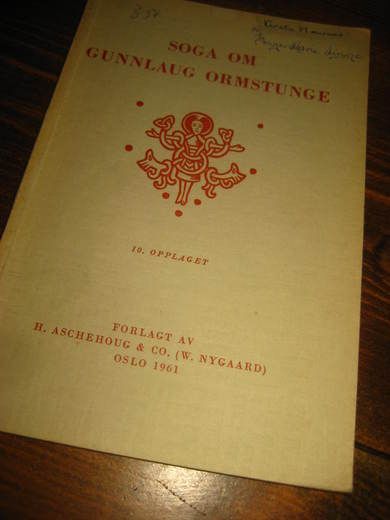 SOGA OM
GUNNLAUG ORMSTUNGE
10. OPPLAGET
FORLAGT AV
H. ASCHEHOUG & CO. (W. NYGAARD)
OSLO 1961